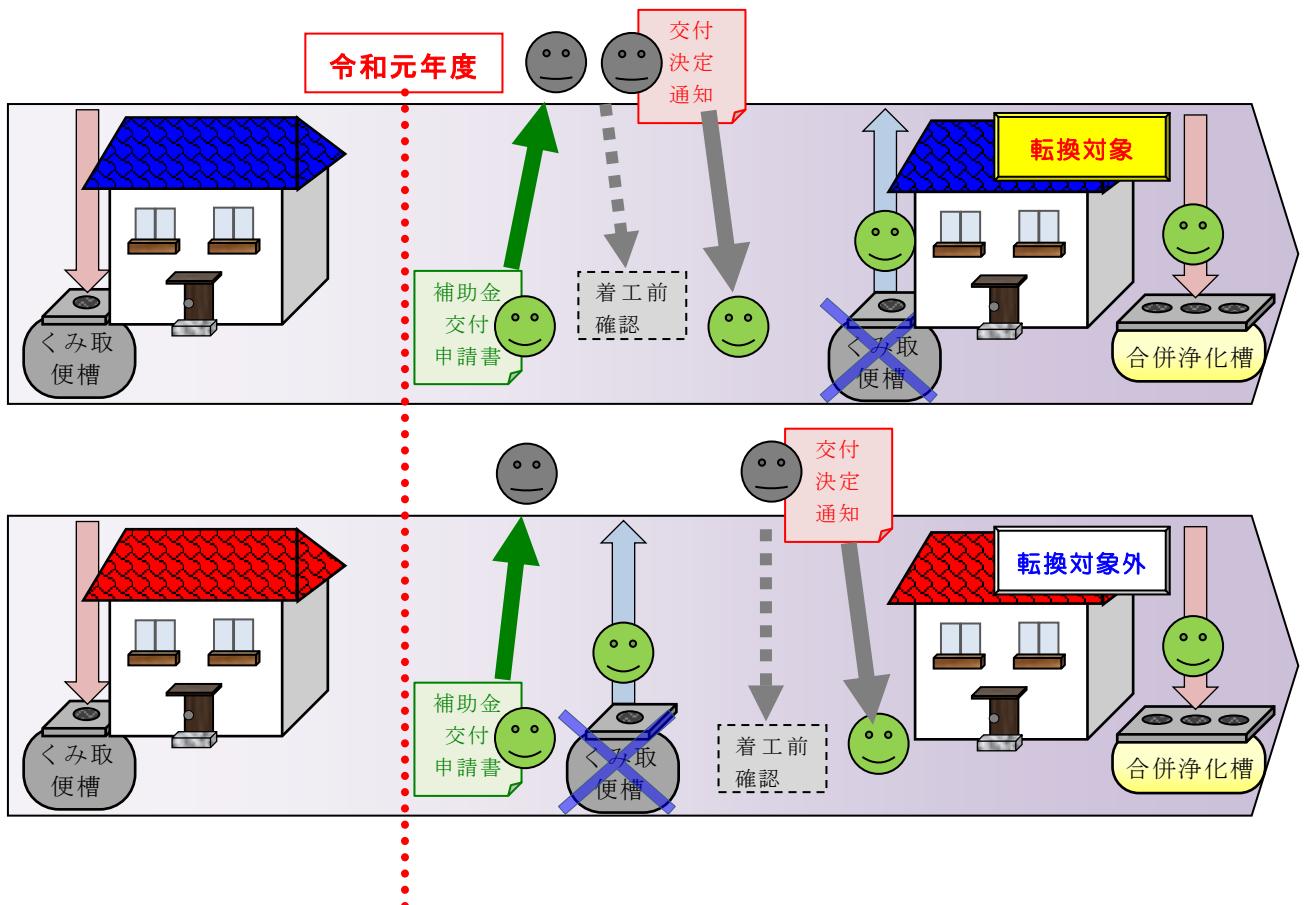 令和元年度
交付
決定
通知
転換対象
くみ取
便槽
補助金
交付
申請書
着工前
確認
くみ取
便槽
合併浄化槽
交付
決定
通知
転換対象外
くみ取
便槽
補助金
交付
申請書
くみ取
便槽
着工前
確認
合併浄化槽